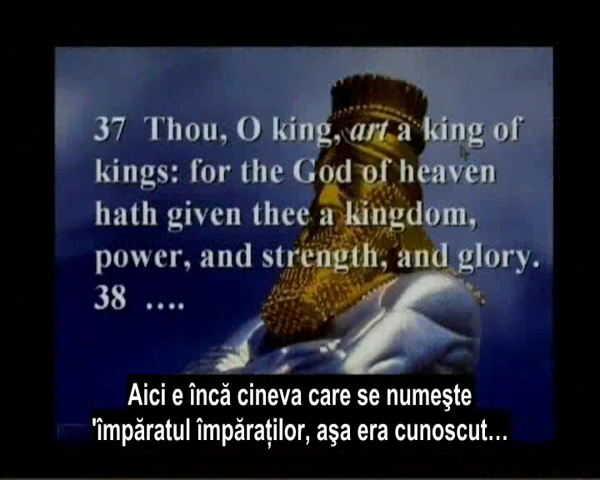 37 Thou, O king, art a king of
kings: for the God of heaven
hath given thee a kingdom,
power, and strength, and glory.
38 ....
Aici e încă cineva care se numeşte
'împăratul împăraţilor, aşa era cunoscut...